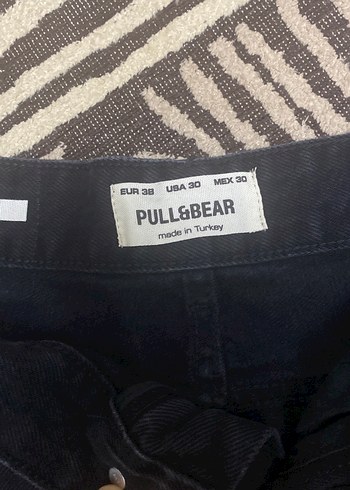 EUR 38 USA 30 MEX 30
PULL&BEAR
made in Turkey